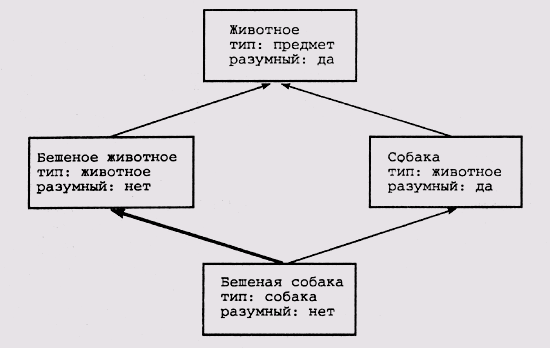 Животное
тип: предмет
разумный: да
Бешеное животное
тип: животное
разумный: нет
Собака
тип: животное
разумный: да
Бешеная собака
тип: собака
разумный: нет